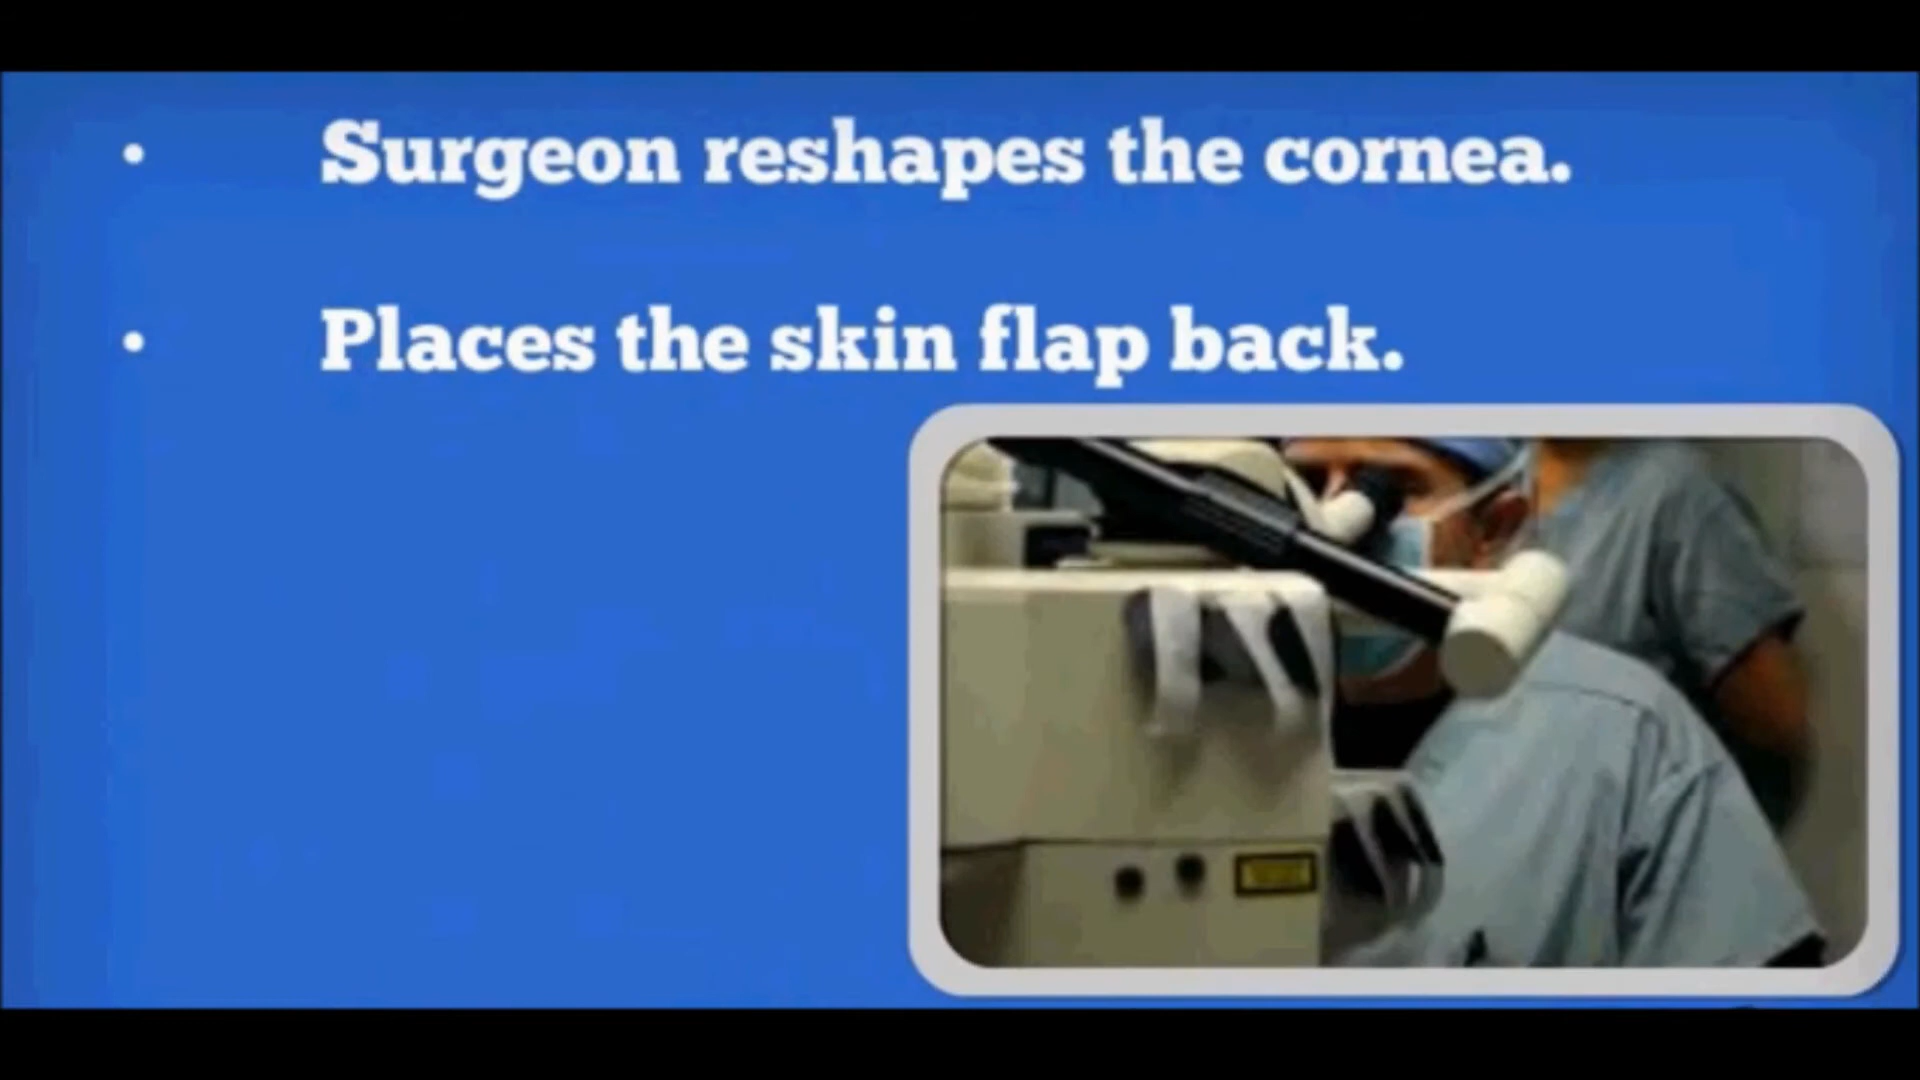 • Surgeon reshapes the cornea.
• Places the skin flap back.